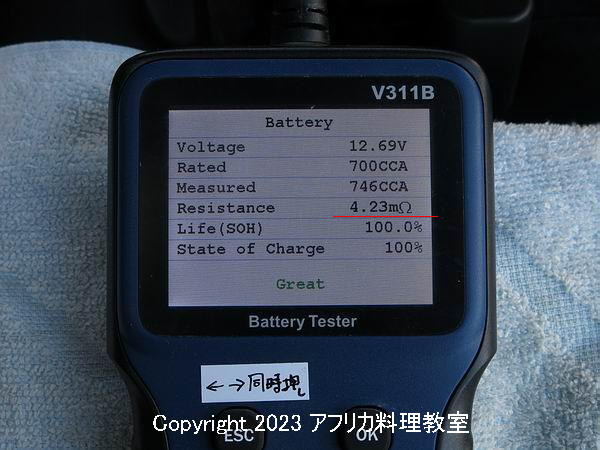 V311B
Battery
Voltage 12.69V
Rated 700CCA
Measured 746CCA
Resistance 4.23mΩ
Life(SOH) 100.0%
State of Charge 100%
Great
Battery Tester
←→同時押し
Copyright 2023 アフリカ料理教室
ESC OK